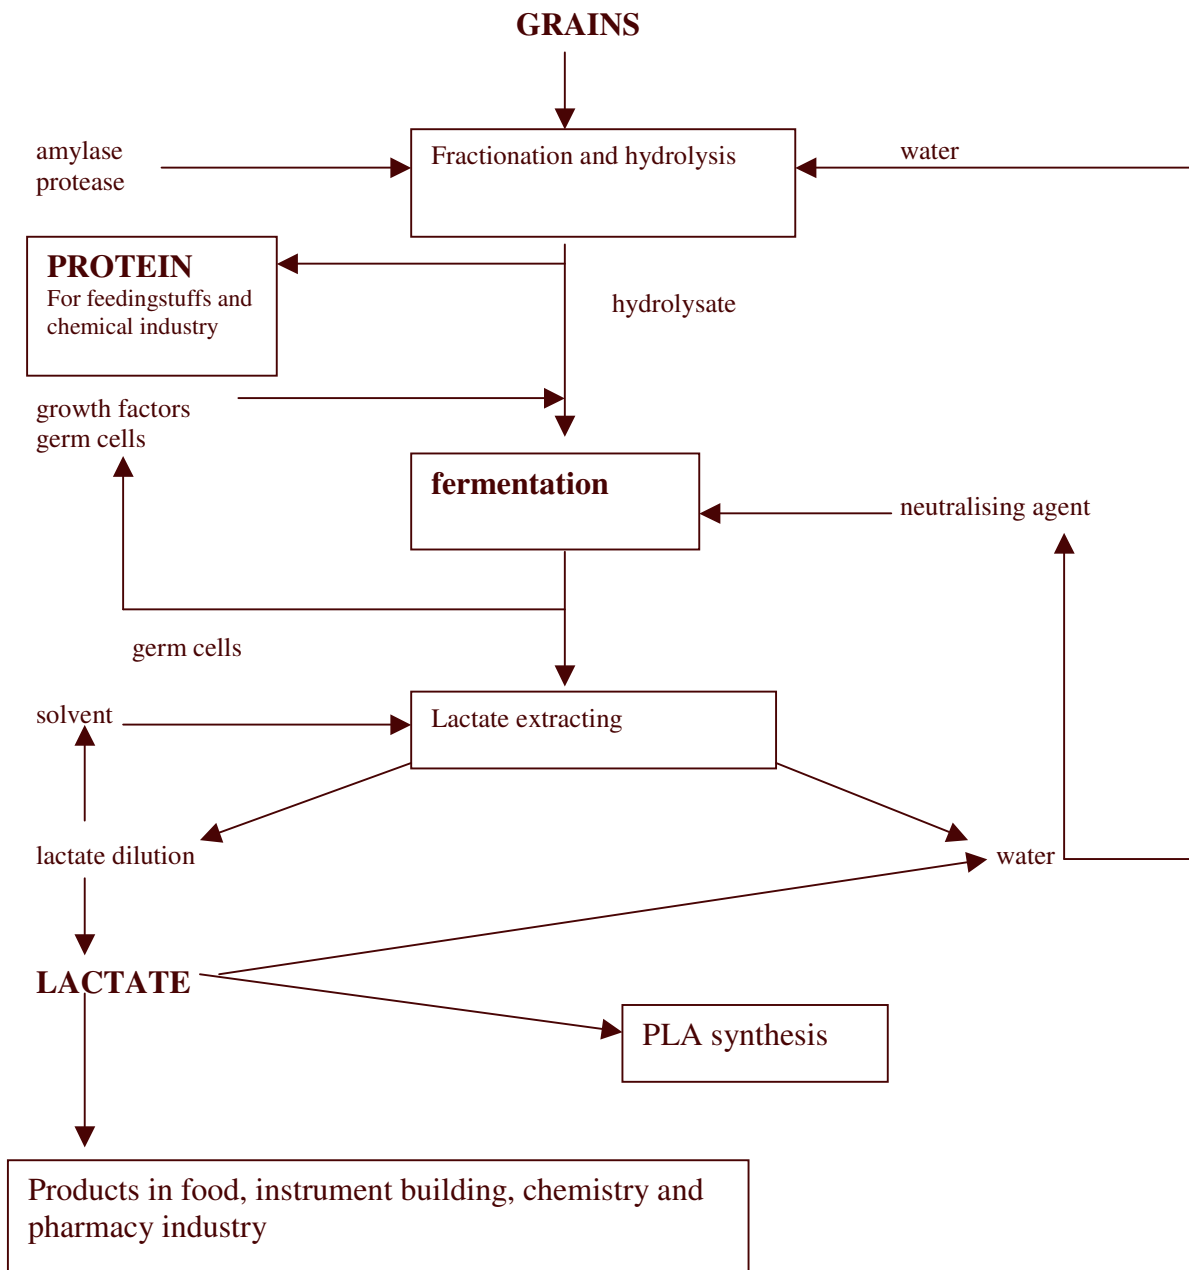 GRAINS
amylase
protease
Fractionation and hydrolysis
water
PROTEIN
For feedingstuffs and
chemical industry
hydrolysate
growth factors
germ cells
fermentation
neutralising agent
germ cells
solvent
Lactate extracting
lactate dilution
water
LACTATE
PLA synthesis
Products in food, instrument building, chemistry and
pharmacy industry